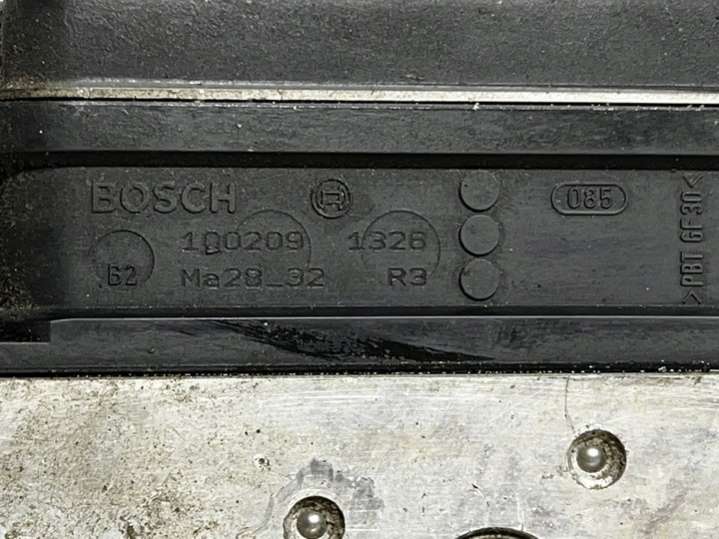 BOSCH
085
100209 1326
62
Ma28_32 R3
>PBT GF30<